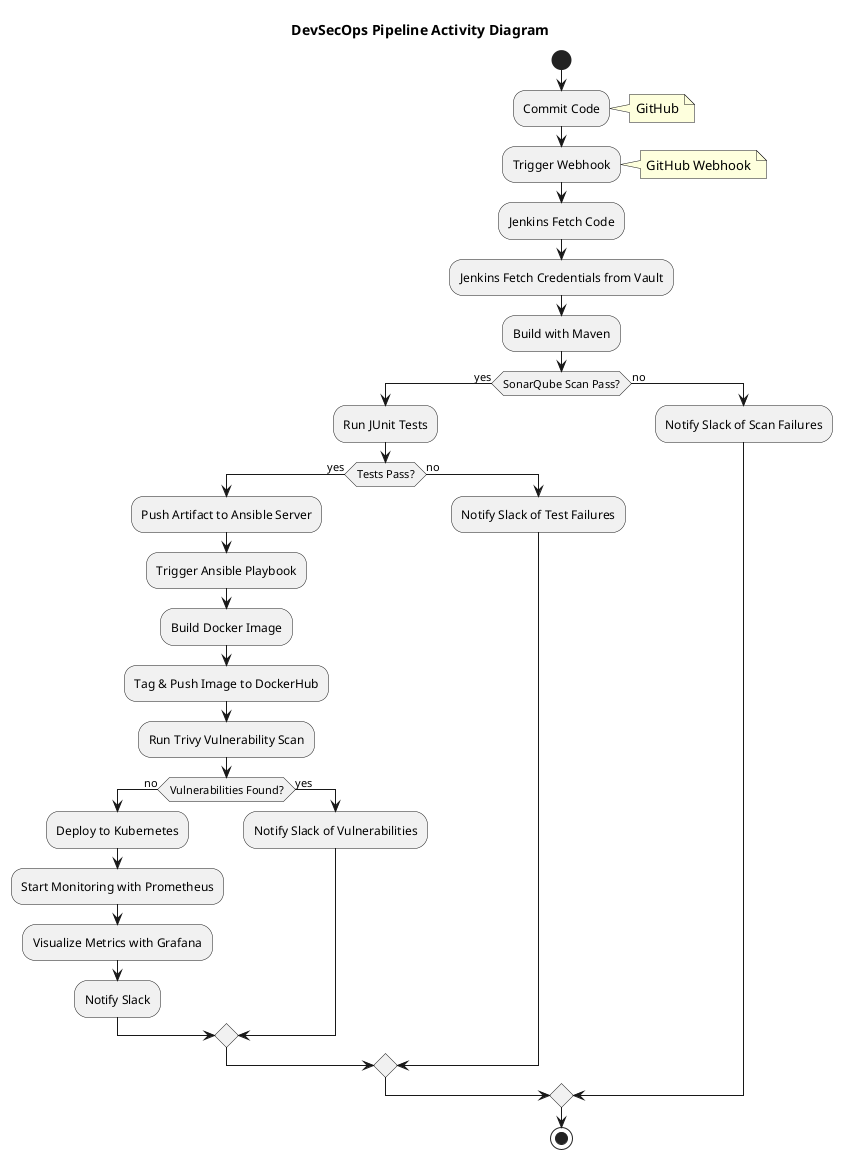 DevSecOps Pipeline Activity Diagram
Commit Code
GitHub
Trigger Webhook
GitHub Webhook
Jenkins Fetch Code
Jenkins Fetch Credentials from Vault
Build with Maven
yes
SonarQube Scan Pass?
no
Run JUnit Tests
Notify Slack of Scan Failures
yes
Tests Pass?
no
Push Artifact to Ansible Server
Notify Slack of Test Failures
Trigger Ansible Playbook
Build Docker Image
Tag & Push Image to DockerHub
Run Trivy Vulnerability Scan
no
Vulnerabilities Found?
yes
Deploy to Kubernetes
Notify Slack of Vulnerabilities
Start Monitoring with Prometheus
Visualize Metrics with Grafana
Notify Slack